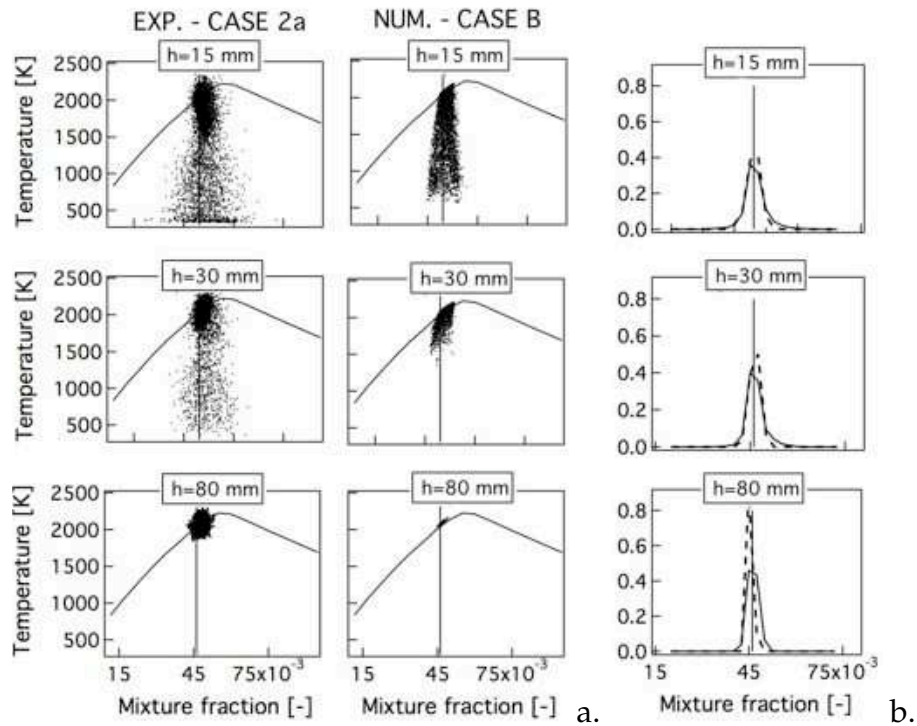 EXP. - CASE 2a
NUM. - CASE B
h=15 mm
h=15 mm
h=15 mm
Temperature [K]
2500
2000
1500
1000
500
0.8
0.6
0.4
0.2
0.0
h=30 mm
h=30 mm
h=30 mm
Temperature [K]
2500
2000
1500
1000
500
0.8
0.6
0.4
0.2
0.0
h=80 mm
h=80 mm
h=80 mm
Temperature [K]
2500
2000
1500
1000
500
0.8
0.6
0.4
0.2
0.0
15 45 75x10⁻³
15 45 75x10⁻³
15 45 75x10⁻³
Mixture fraction [-]
Mixture fraction [-]
a.
Mixture fraction [-]
b.